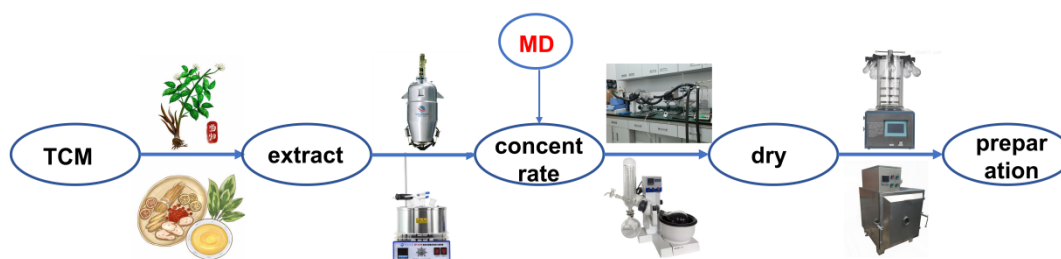 MD
TCM
extract
concent
rate
dry
prepar
ation